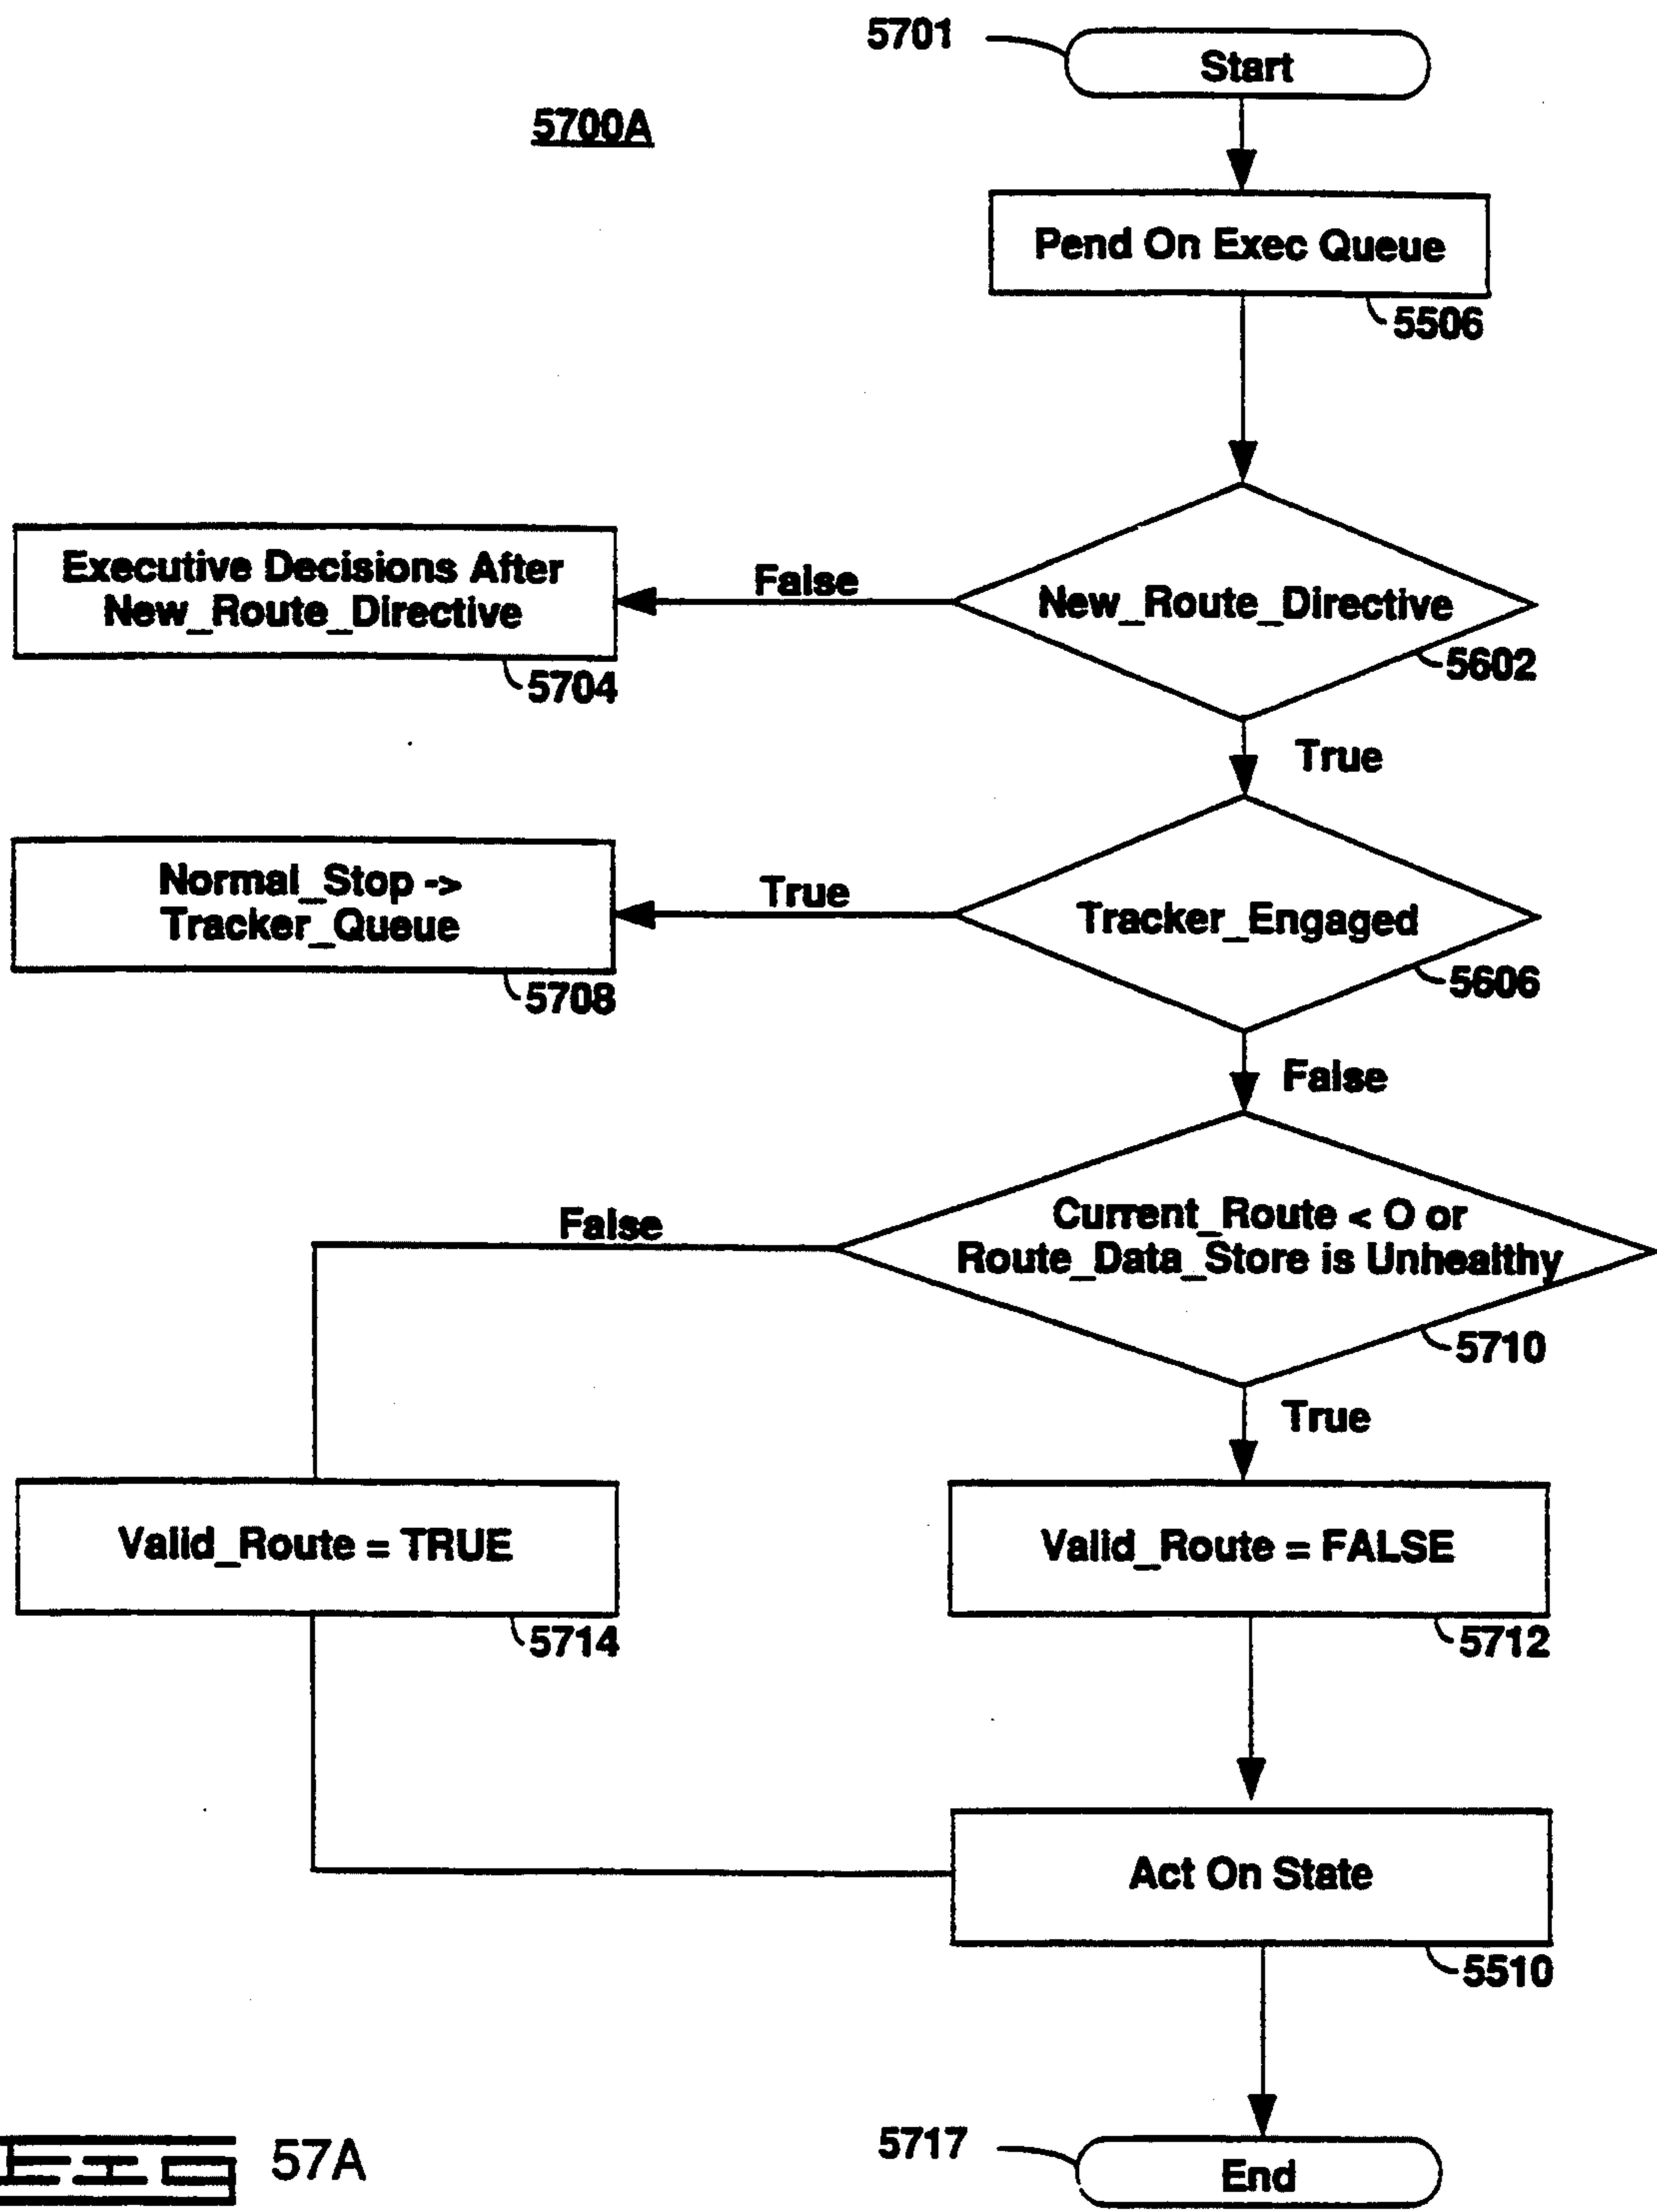 5701
Start
5700A
Pend On Exec Queue
5506
Executive Decisions After
New_Route_Directive
5704
False
New_Route_Directive
5602
True
Normal_Stop ->
Tracker_Queue
5708
True
Tracker_Engaged
5606
False
False
Current_Route < O or
Route_Data_Store is Unhealthy
5710
True
Valid_Route = TRUE
5714
Valid_Route = FALSE
5712
Act On State
5510
5717
End
FIG 57A